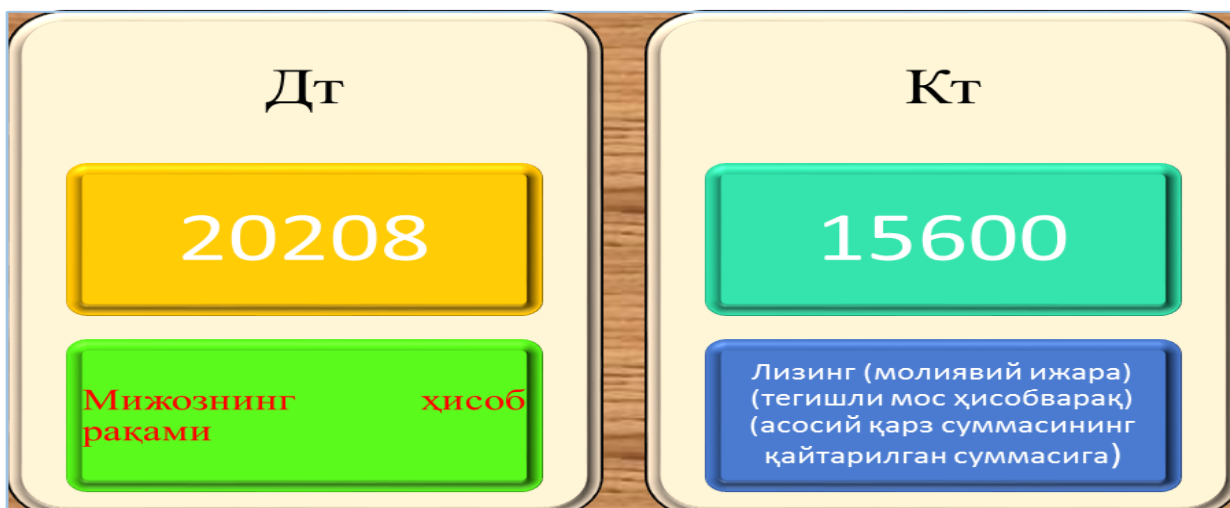 Дт
20208
Мижознинг ҳисоб
рақами
Кт
15600
Лизинг (молиявий ижара)
(тегишли мос ҳисобварақ)
(асосий қарз суммасининг
қайтарилган суммасига)